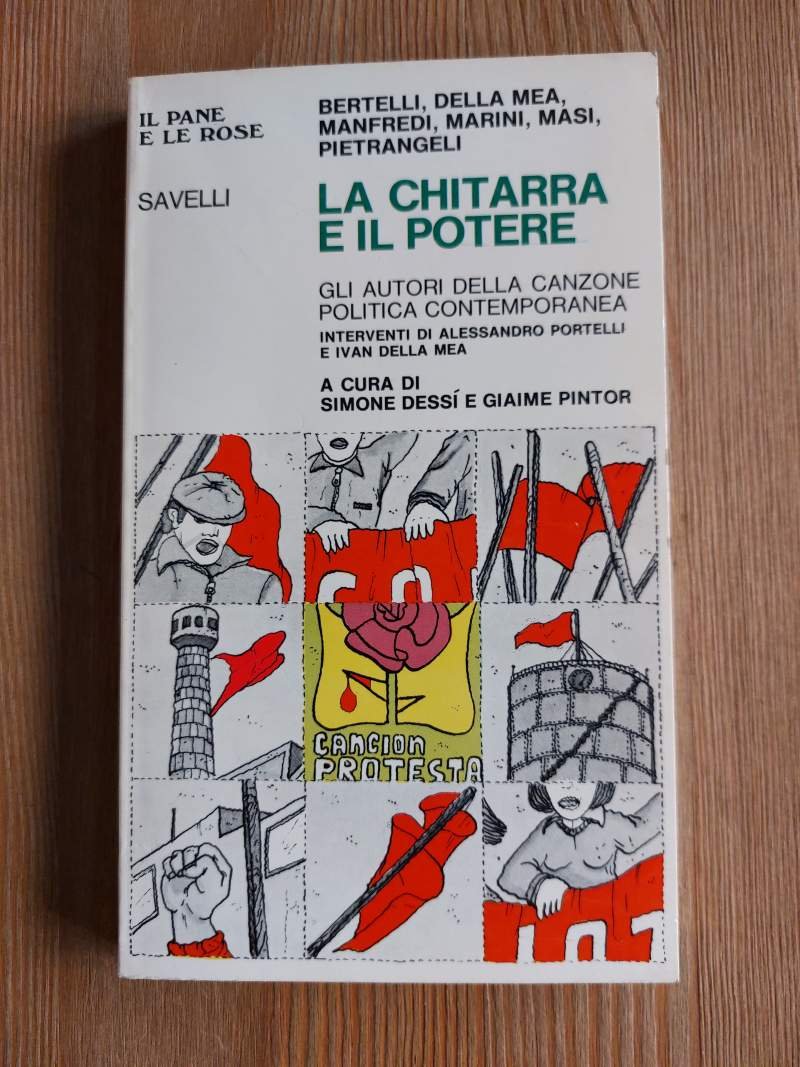 IL PANE
E LE ROSE
SAVELLI
BERTELLI, DELLA MEA,
MANFREDI, MARINI, MASI,
PIETRANGELI
LA CHITARRA
E IL POTERE
GLI AUTORI DELLA CANZONE
POLITICA CONTEMPORANEA
INTERVENTI DI ALESSANDRO PORTELLI
E IVAN DELLA MEA
A CURA DI
SIMONE DESSÍ E GIAIME PINTOR
CANCION
PROTESTA